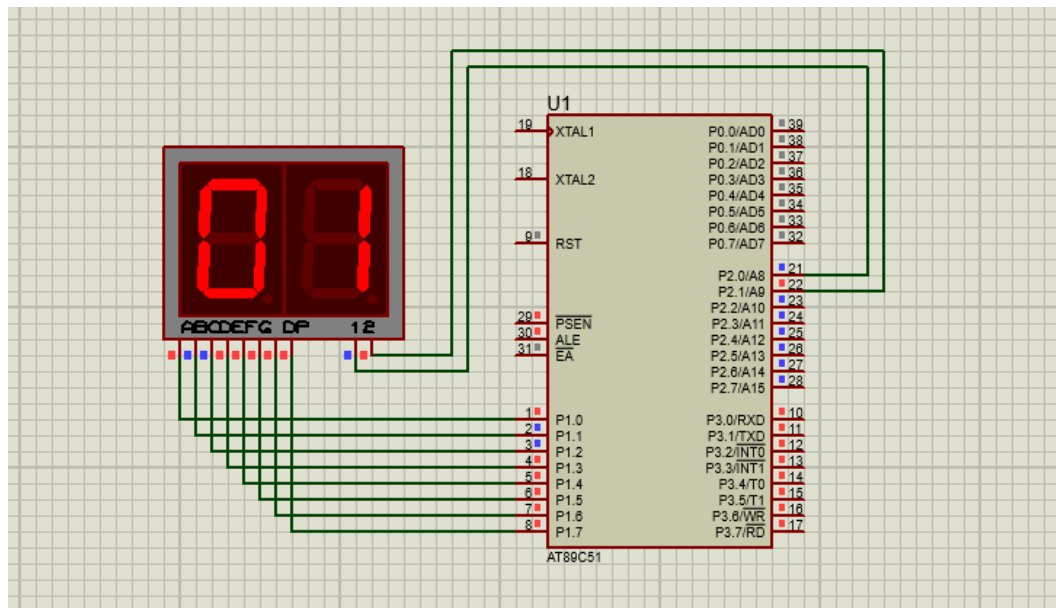 U1
19 XTAL1
18 XTAL2
9 RST
29 PSEN
30 ALE
31 EA
1 P1.0
2 P1.1
3 P1.2
4 P1.3
5 P1.4
6 P1.5
7 P1.6
8 P1.7
P0.0/AD0 39
P0.1/AD1 38
P0.2/AD2 37
P0.3/AD3 36
P0.4/AD4 35
P0.5/AD5 34
P0.6/AD6 33
P0.7/AD7 32
P2.0/A8 21
P2.1/A9 22
P2.2/A10 23
P2.3/A11 24
P2.4/A12 25
P2.5/A13 26
P2.6/A14 27
P2.7/A15 28
P3.0/RXD 10
P3.1/TXD 11
P3.2/INT0 12
P3.3/INT1 13
P3.4/T0 14
P3.5/T1 15
P3.6/WR 16
P3.7/RD 17
AT89C51
01
ABCDEFG DP 12